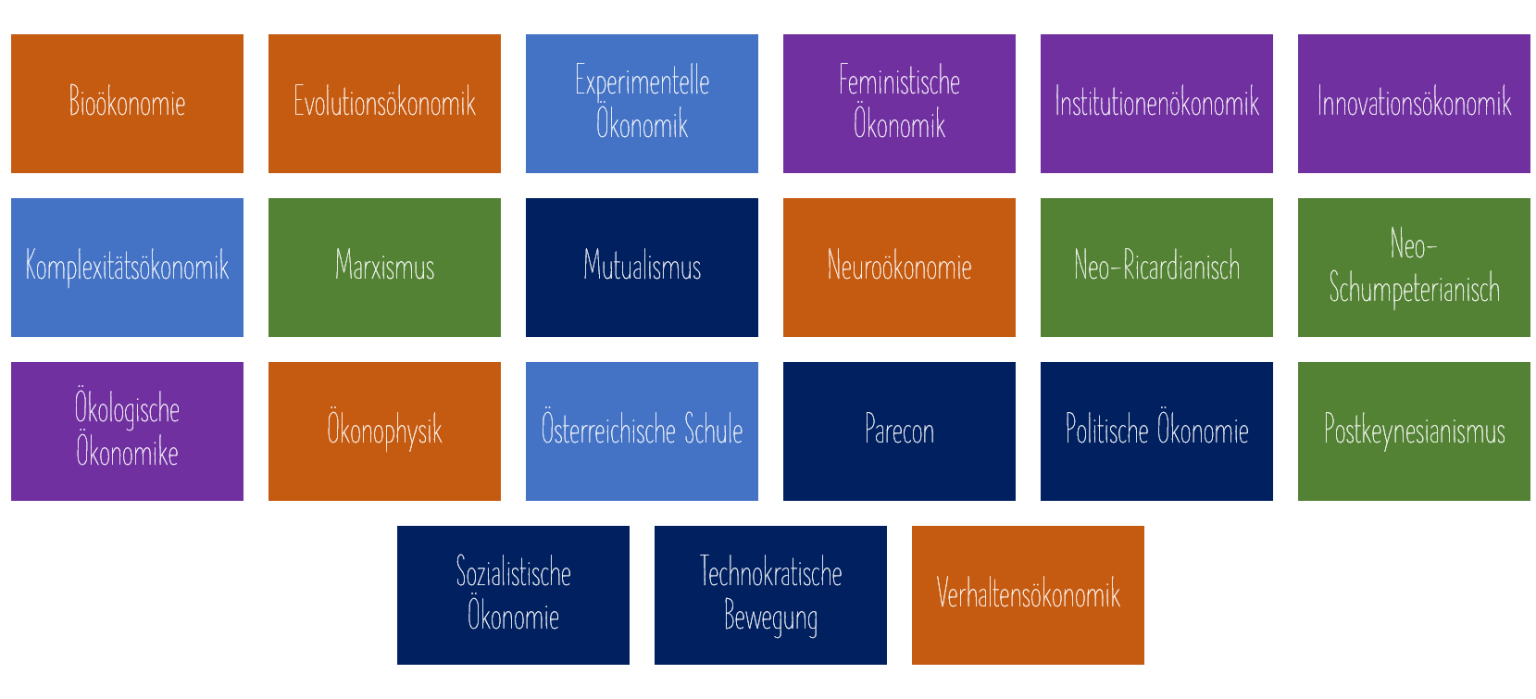 Bioökonomie
Evolutionsökonomik
Experimentelle
Ökonomik
Feministische
Ökonomik
Institutionenökonomik
Innovationsökonomik
Komplexitätsökonomik
Marxismus
Mutualismus
Neuroökonomie
Neo-Ricardianisch
Neo-
Schumpeterianisch
Ökologische
Ökonomike
Ökonophysik
Österreichische Schule
Parecon
Politische Ökonomie
Postkeynesianismus
Sozialistische
Ökonomie
Technokratische
Bewegung
Verhaltensökonomik